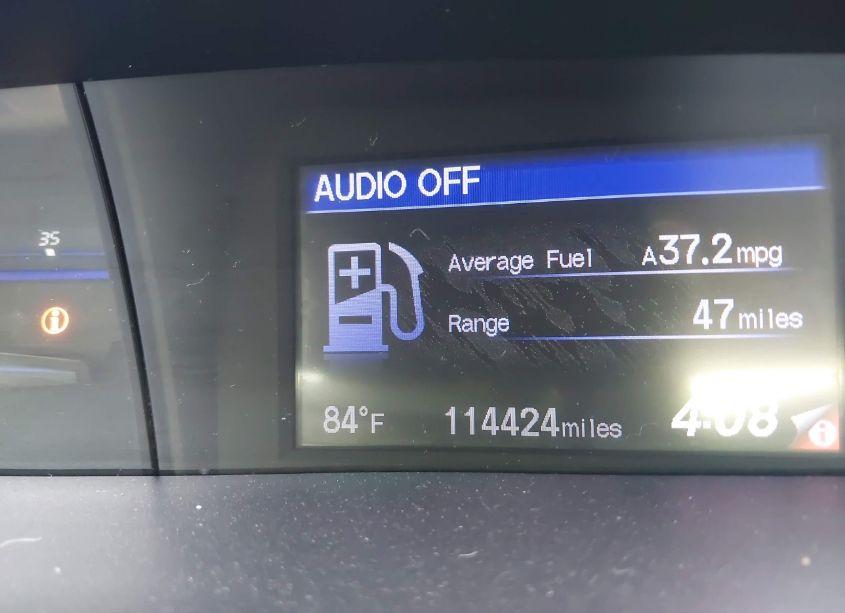 AUDIO OFF
35
Average Fuel A37.2mpg
Range 47miles
84°F 114424miles 4:08